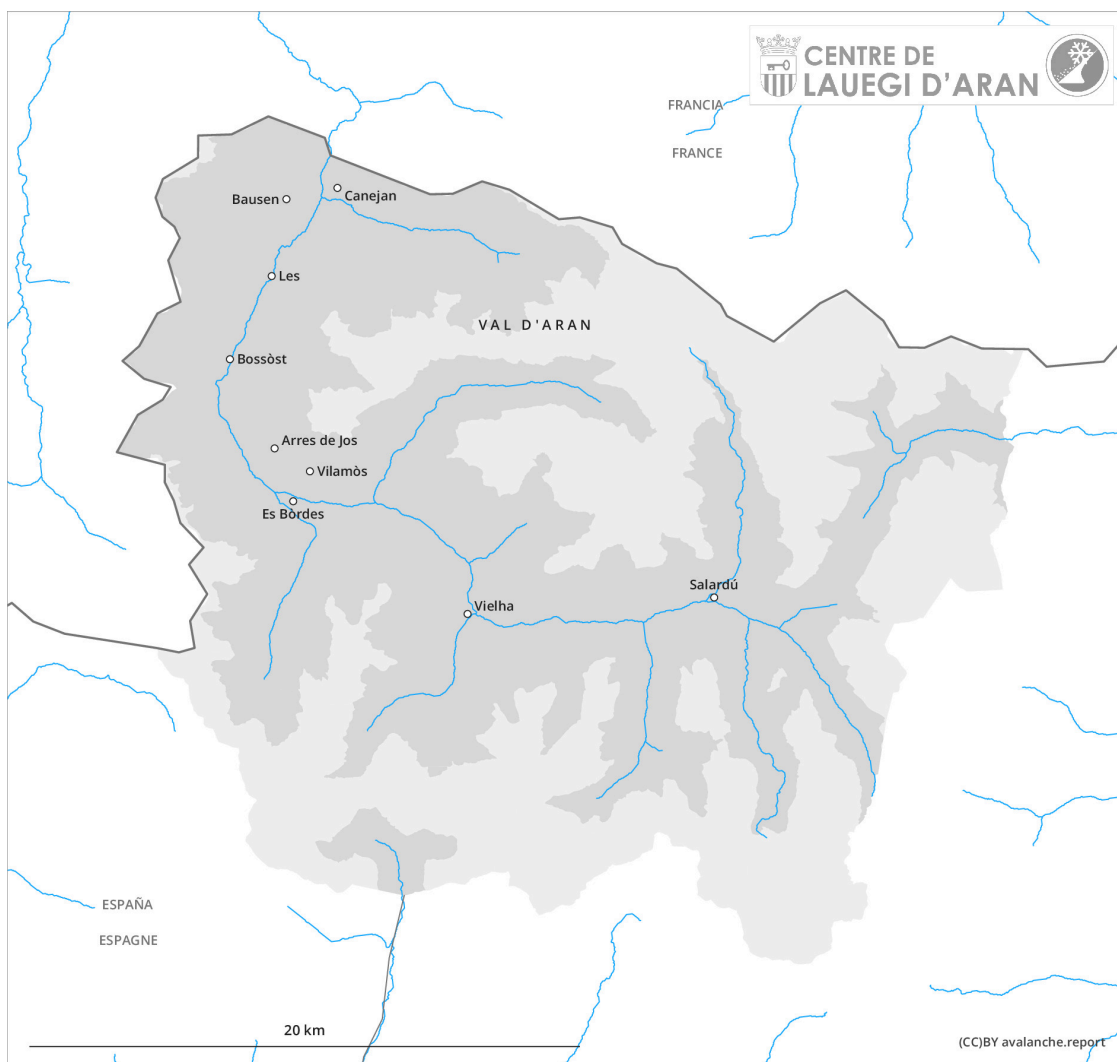 CENTRE DE
LAUEGI D'ARAN
FRANCIA
FRANCE
Canejan
Bausen
Les
VAL D'ARAN
Bossòst
Arres de Jos
Vilamòs
Es Bòrdes
Salardú
Vielha
ESPAÑA
ESPAGNE
20 km
(CC)BY avalanche.report